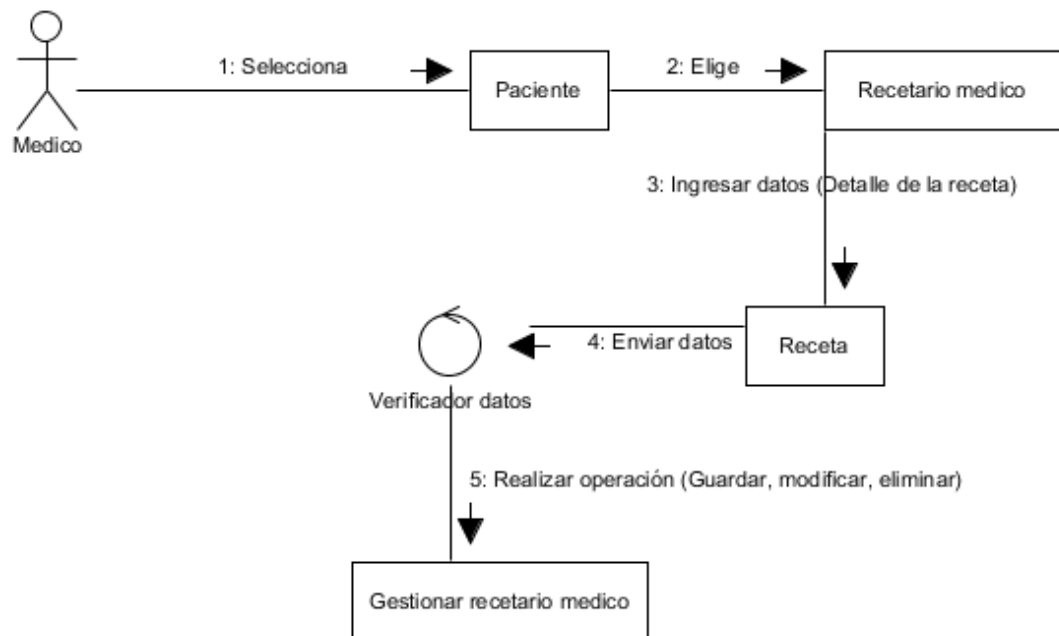 1: Selecciona
2: Elige
Paciente
Recetario medico
Medico
3: Ingresar datos (Detalle de la receta)
4: Enviar datos
Receta
Verificador datos
5: Realizar operación (Guardar, modificar, eliminar)
Gestionar recetario medico